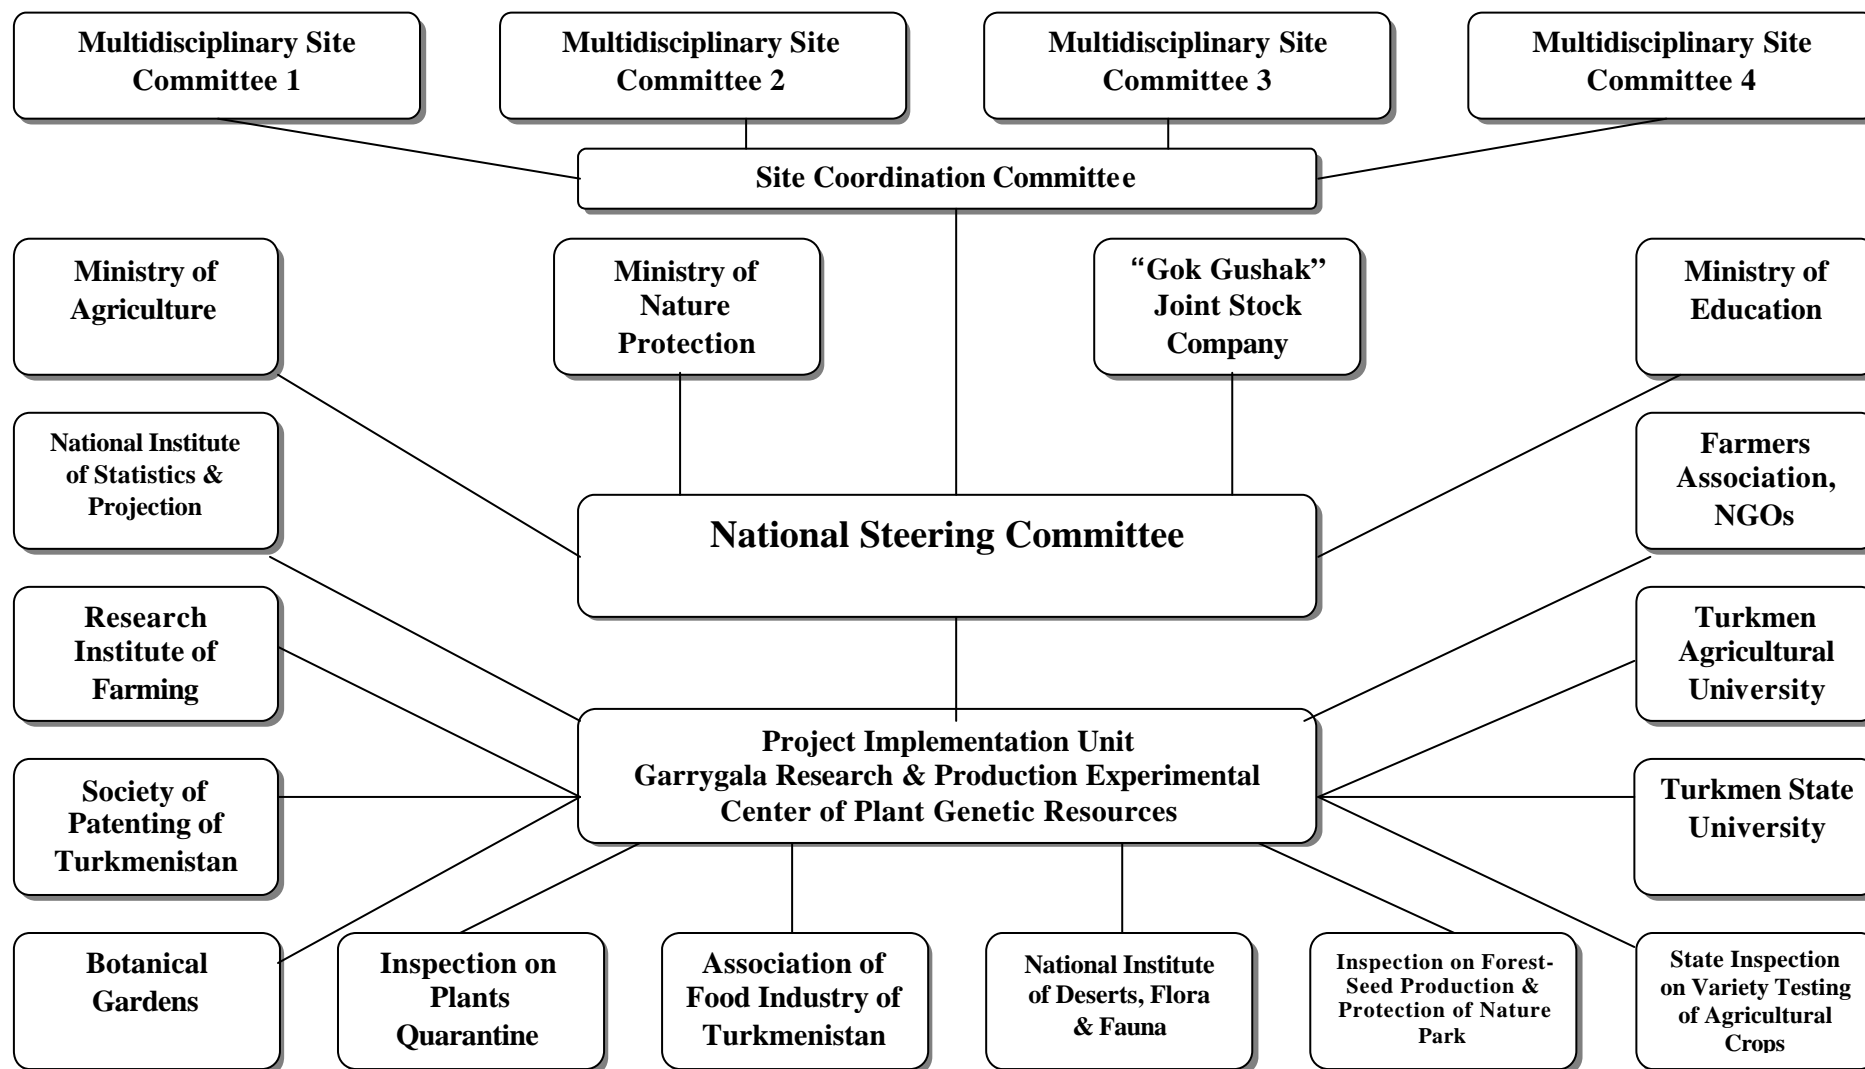 Multidisciplinary Site
Committee 1
Multidisciplinary Site
Committee 2
Multidisciplinary Site
Committee 3
Multidisciplinary Site
Committee 4
Site Coordination Committee
Ministry of
Agriculture
Ministry of
Nature
Protection
“Gok Gushak”
Joint Stock
Company
Ministry of
Education
National Institute
of Statistics &
Projection
Farmers
Association,
NGOs
National Steering Committee
Research
Institute of
Farming
Turkmen
Agricultural
University
Project Implementation Unit
Garrygala Research & Production Experimental
Center of Plant Genetic Resources
Society of
Patenting of
Turkmenistan
Turkmen State
University
Botanical
Gardens
Inspection on
Plants
Quarantine
Association of
Food Industry of
Turkmenistan
National Institute
of Deserts, Flora
& Fauna
Inspection on Forest-
Seed Production &
Protection of Nature
Park
State Inspection
on Variety Testing
of Agricultural
Crops